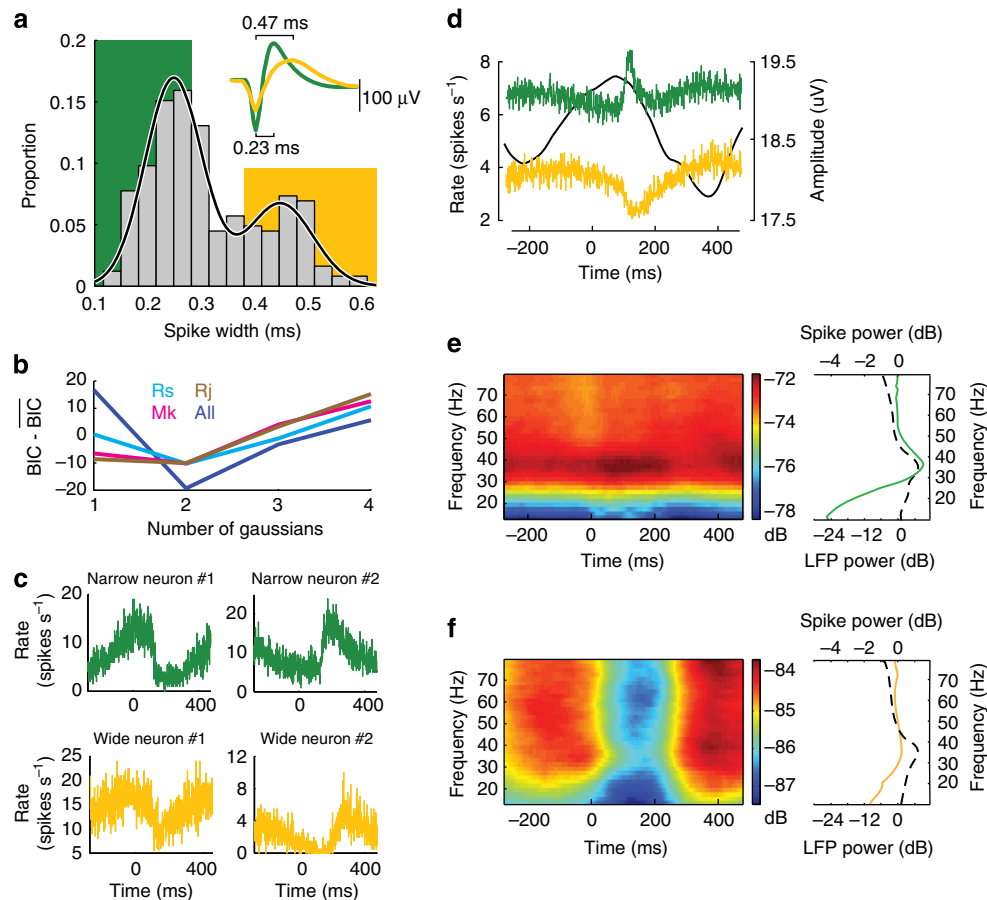 a
0.47 ms
100 µV
0.23 ms
Proportion
0.2
0.15
0.1
0.05
0
0.1 0.2 0.3 0.4 0.5 0.6
Spike width (ms)
b
BIC - BIC
20
10
0
−10
−20
Rs Rj
Mk All
1 2 3 4
Number of gaussians
c
Narrow neuron #1
Narrow neuron #2
Rate
(spikes s−1)
25
20
15
10
5
0
20
10
0
0 400
0 400
Wide neuron #1
Wide neuron #2
Rate
(spikes s−1)
25
20
15
10
5
12
8
4
0
0 400
0 400
Time (ms)
Time (ms)
d
Rate (spikes s−1)
8
6
4
2
19.5
18.5
17.5
Amplitude (uV)
−200 0 200 400
Time (ms)
e
Frequency (Hz)
70
60
50
40
30
20
−200 0 200 400
Time (ms)
−72
−74
−76
−78
dB
Spike power (dB)
−4 −2 0
70
60
50
40
30
20
Frequency (Hz)
−24 −12 0
LFP power (dB)
f
Frequency (Hz)
70
60
50
40
30
20
−200 0 200 400
Time (ms)
−84
−85
−86
−87
dB
Spike power (dB)
−4 −2 0
70
60
50
40
30
20
Frequency (Hz)
−24 −12 0
LFP power (dB)